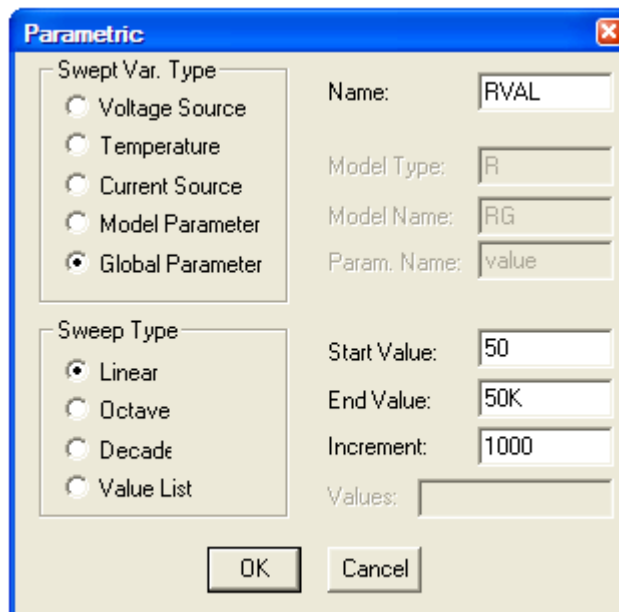 Parametric
Swept Var. Type
Voltage Source
Temperature
Current Source
Model Parameter
Global Parameter
Name: RVAL
Model Type: R
Model Name: RG
Param. Name: value
Sweep Type
Linear
Octave
Decade
Value List
Start Value: 50
End Value: 50K
Increment: 1000
Values:
OK
Cancel